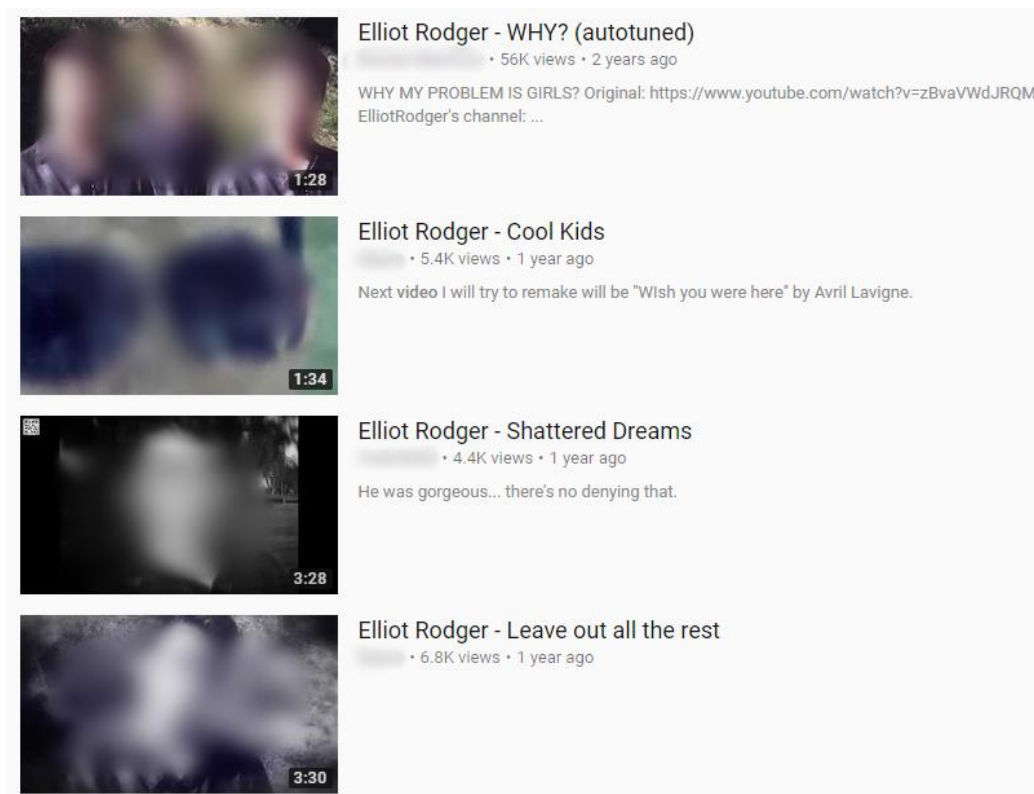 Elliot Rodger - WHY? (autotuned)
• 56K views • 2 years ago
WHY MY PROBLEM IS GIRLS? Original: https://www.youtube.com/watch?v=zBvaVWdJRQM
ElliotRodger's channel: ...
1:28
Elliot Rodger - Cool Kids
• 5.4K views • 1 year ago
Next video I will try to remake will be "WIsh you were here" by Avril Lavigne.
1:34
Elliot Rodger - Shattered Dreams
• 4.4K views • 1 year ago
He was gorgeous... there's no denying that.
3:28
Elliot Rodger - Leave out all the rest
• 6.8K views • 1 year ago
3:30